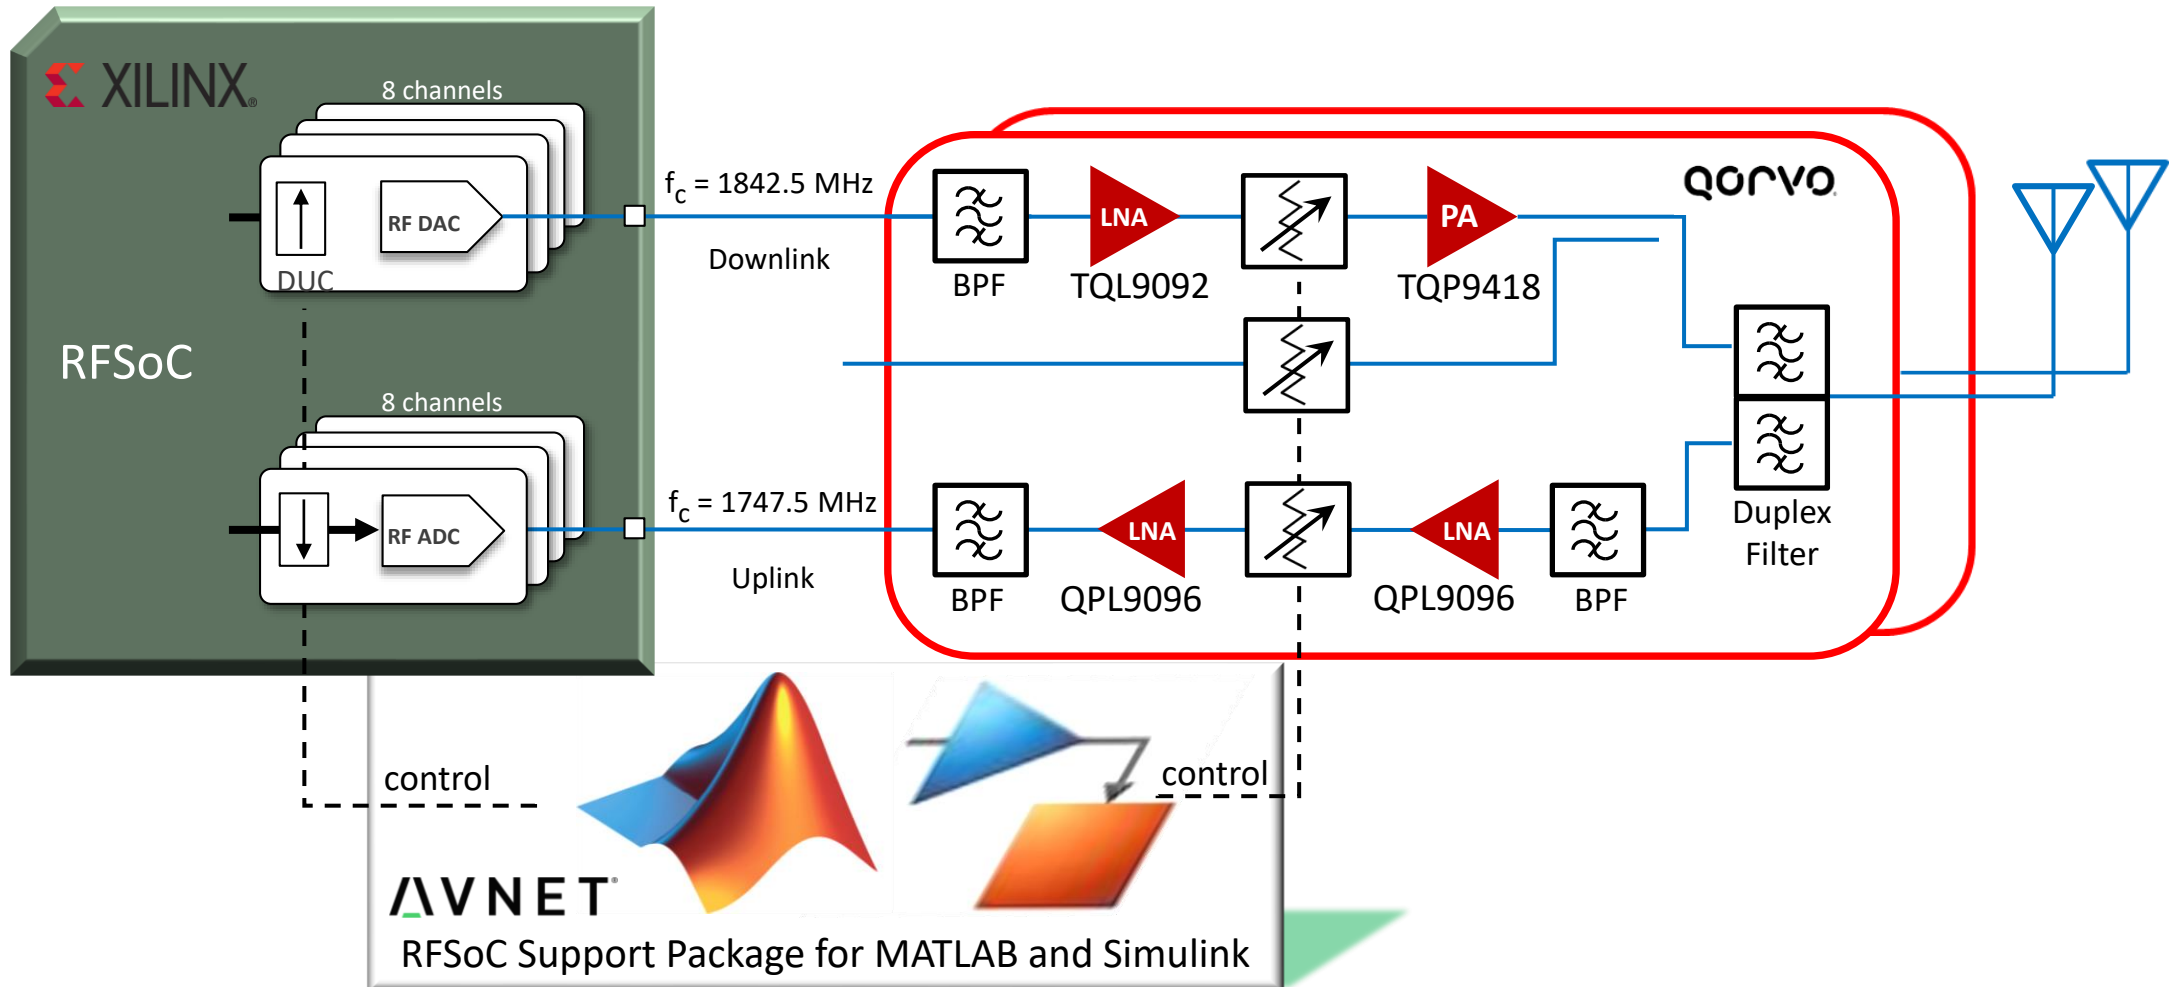 XILINX®
8 channels
RF DAC
DUC
RFSoC
8 channels
RF ADC
fc = 1842.5 MHz
Downlink
fc = 1747.5 MHz
Uplink
QORVO
BPF
LNA
TQL9092
PA
TQP9418
BPF
LNA
QPL9096
LNA
QPL9096
BPF
Duplex
Filter
control
control
AVNET®
RFSoC Support Package for MATLAB and Simulink